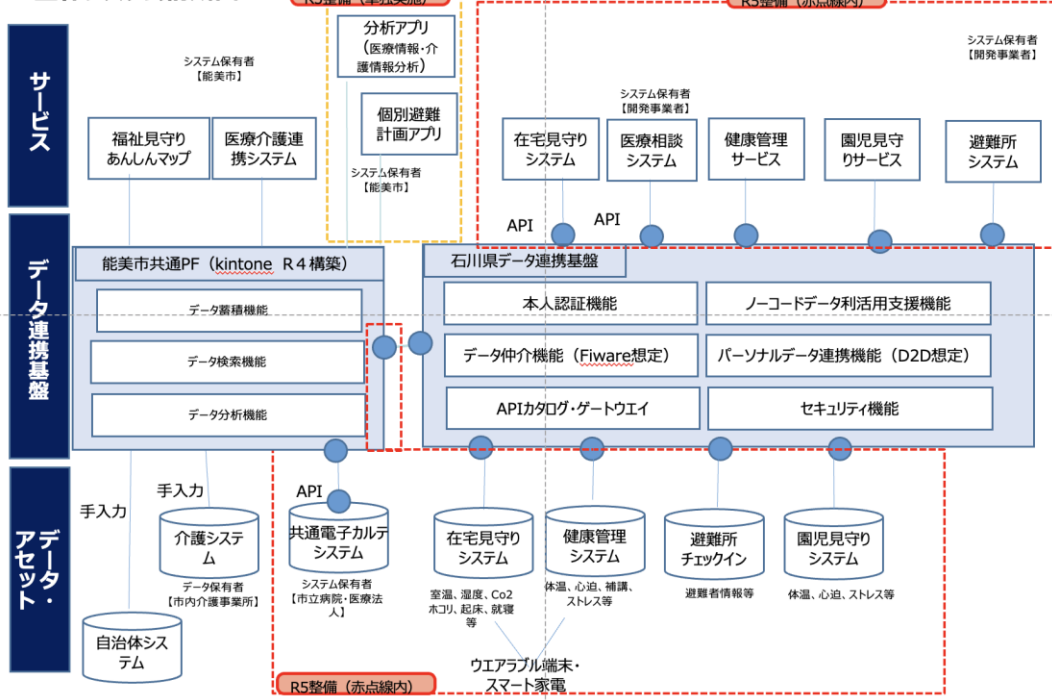 R5整備（単独実施）
R5整備（赤点線内）
サービス
システム保有者
【能美市】
福祉見守り
あんしんマップ
医療介護連
携システム
分析アプリ
（医療情報・介
護情報分析）
個別避難
計画アプリ
システム保有者
【能美市】
在宅見守り
システム
システム保有者
【開発事業者】
医療相談
システム
健康管理
サービス
園児見守
りサービス
システム保有者
【開発事業者】
避難所
システム
API
API
データ連携基盤
能美市共通PF（kintone R４構築）
データ蓄積機能
データ検索機能
データ分析機能
石川県データ連携基盤
本人認証機能
ノーコードデータ利活用支援機能
データ仲介機能（Fiware想定）
パーソナルデータ連携機能（D2D想定）
APIカタログ・ゲートウエイ
セキュリティ機能
データ・
アセット
手入力
手入力
API
自治体シス
テム
介護システ
ム
データ保有者
【市内介護事業所】
共通電子カルテ
システム
システム保有者
【市立病院・医療法
人】
在宅見守り
システム
室温、湿度、Co2
ホコリ、起床、就寝
等
健康管理
システム
体温、心迫、補講、
ストレス等
避難所
チェックイン
避難者情報等
園児見守り
システム
体温、心迫、ストレス等
ウエアラブル端末・
スマート家電
R5整備（赤点線内）